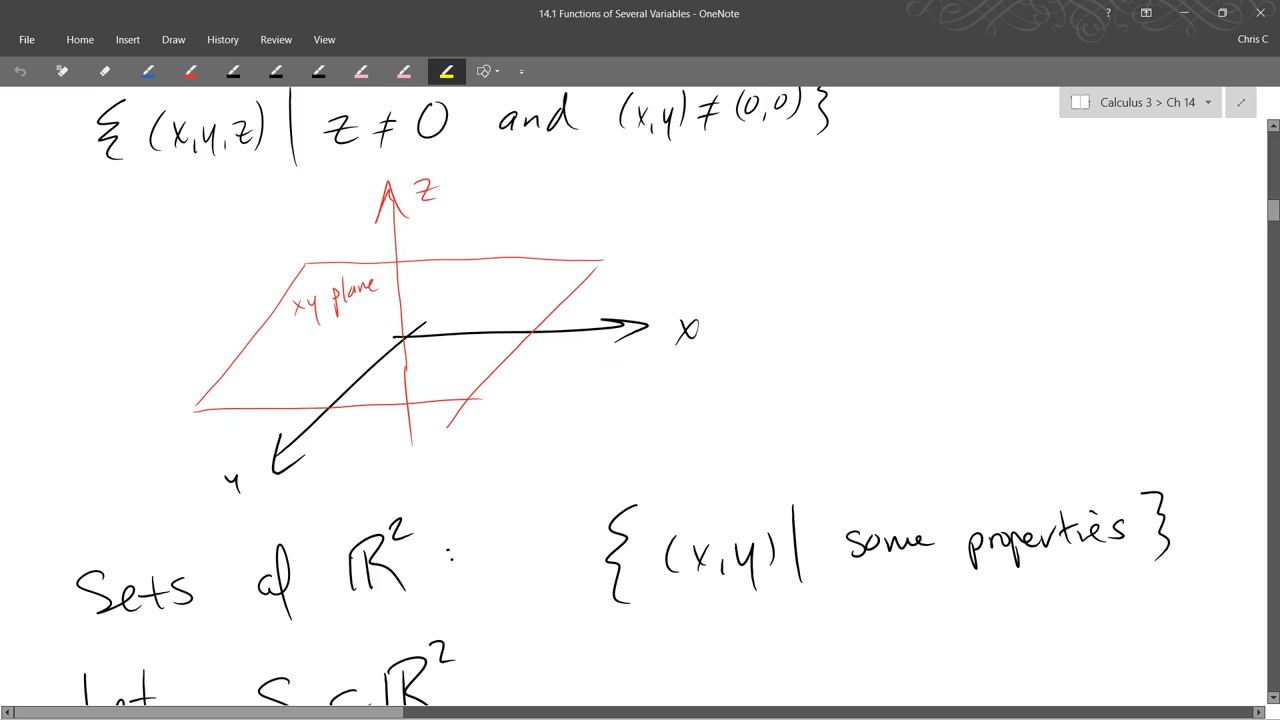 14.1 Functions of Several Variables - OneNote
File Home Insert Draw History Review View Chris C
Calculus 3 > Ch 14
{ (x,y,z) | z ≠ 0 and (x,y) ≠ (0,0) }
z
xy plane
x
y
Sets of ℝ² : { (x,y) | some properties }
Let S ⊂ ℝ²